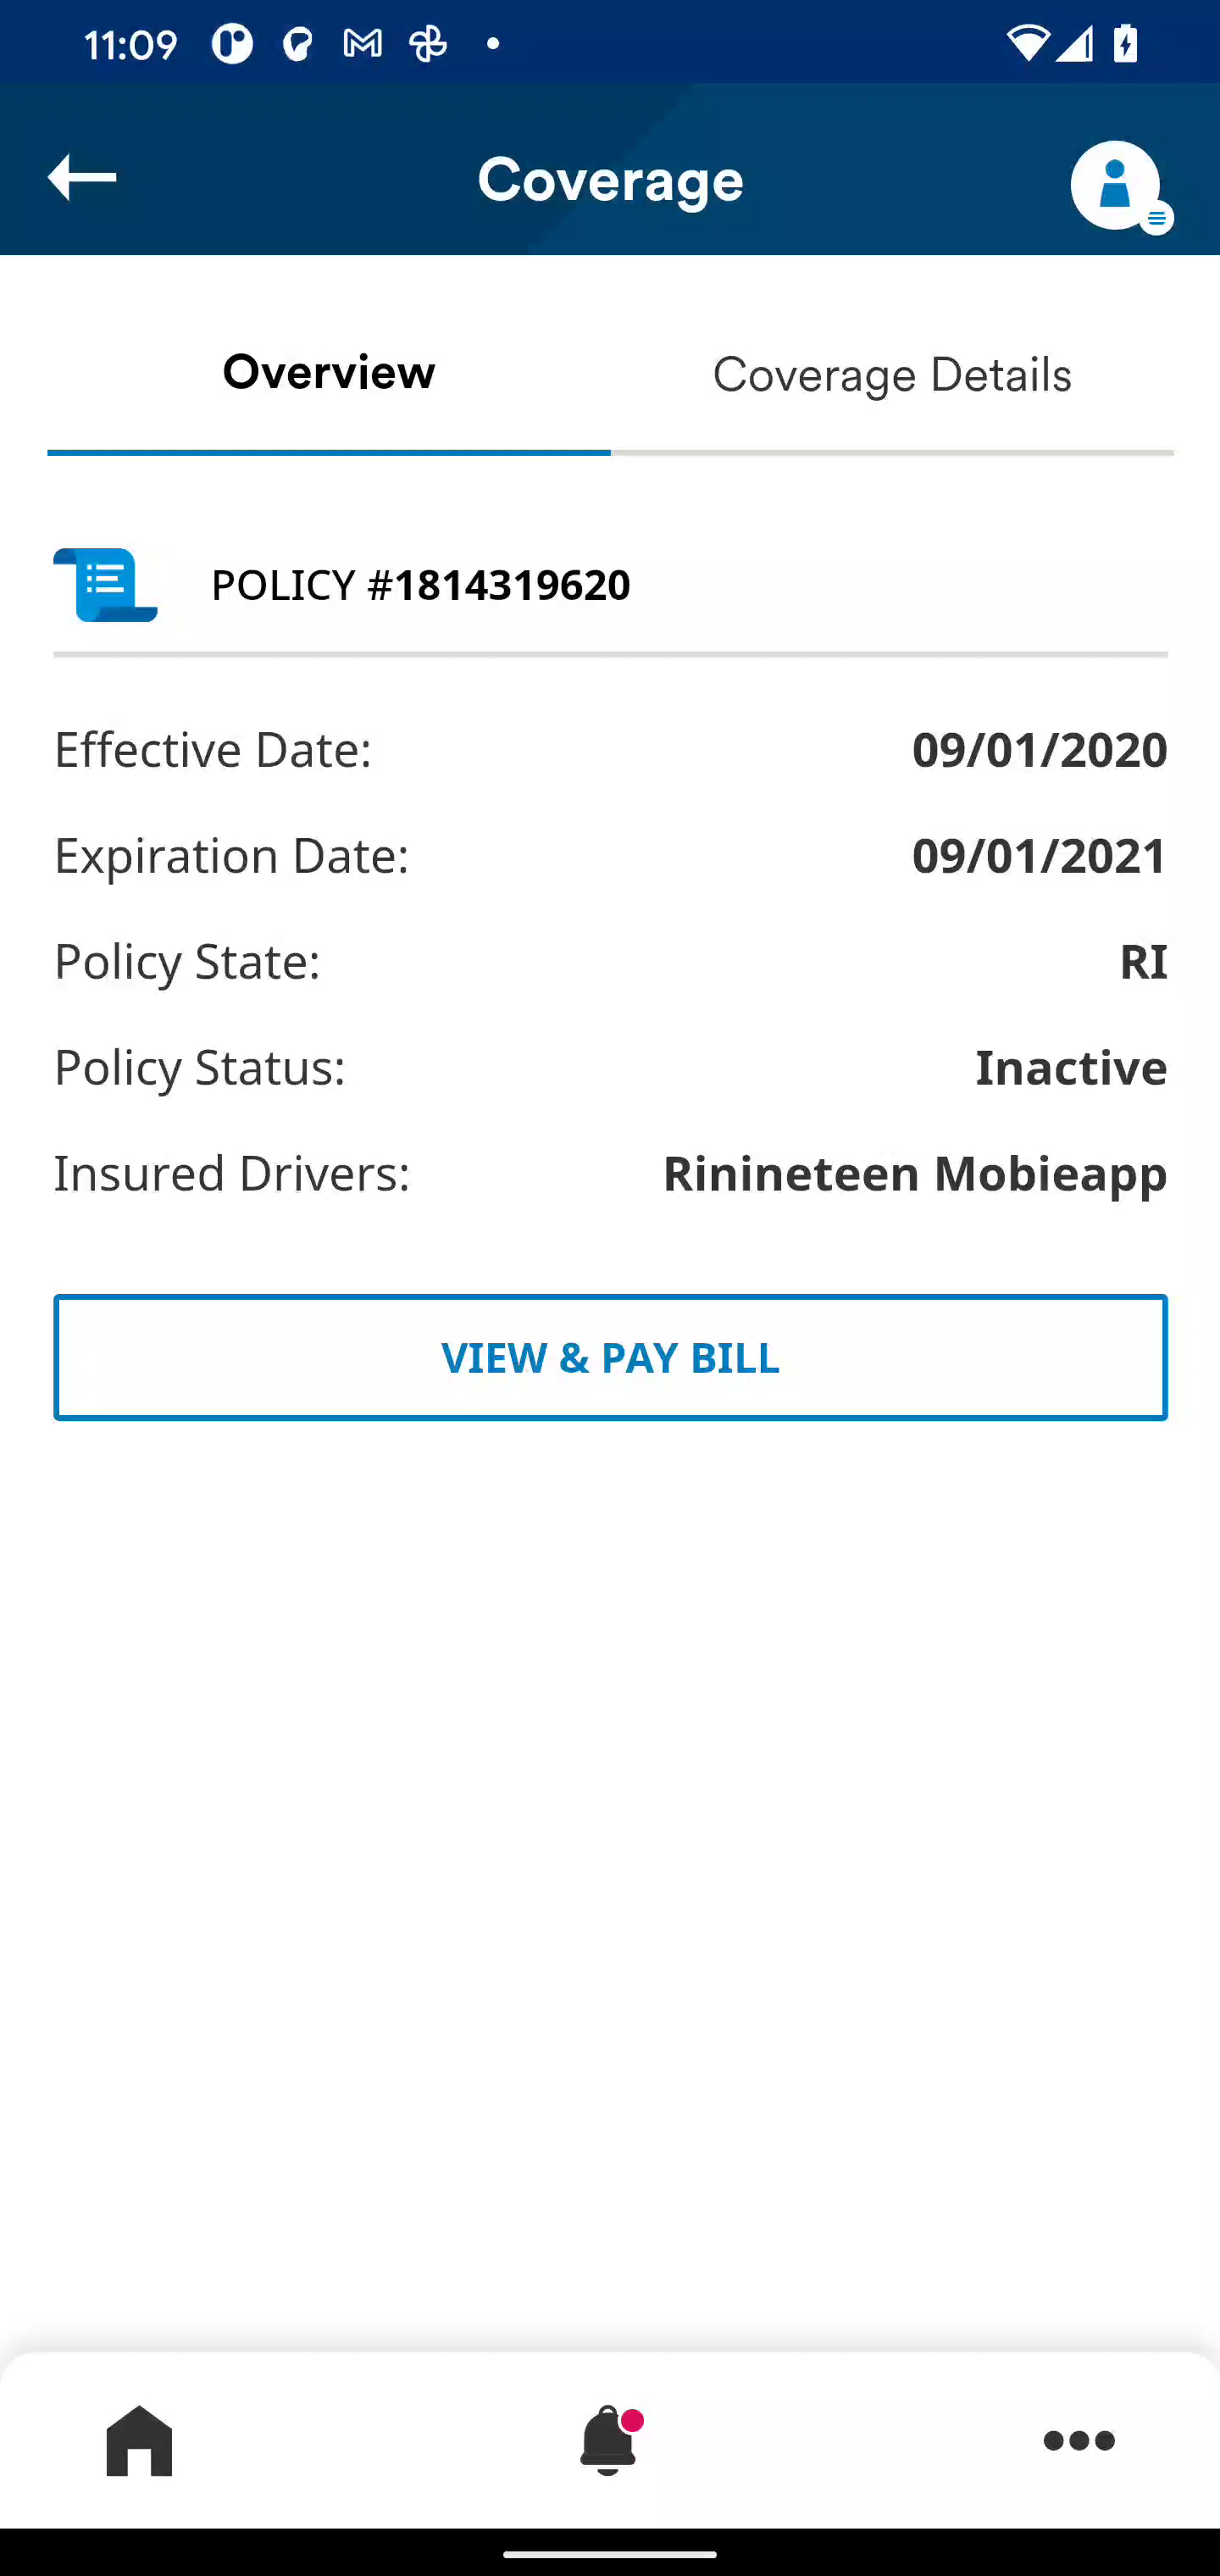 11:09
Coverage
Overview
Coverage Details
POLICY #1814319620
Effective Date: 09/01/2020
Expiration Date: 09/01/2021
Policy State: RI
Policy Status: Inactive
Insured Drivers: Rinineteen Mobieapp
VIEW & PAY BILL